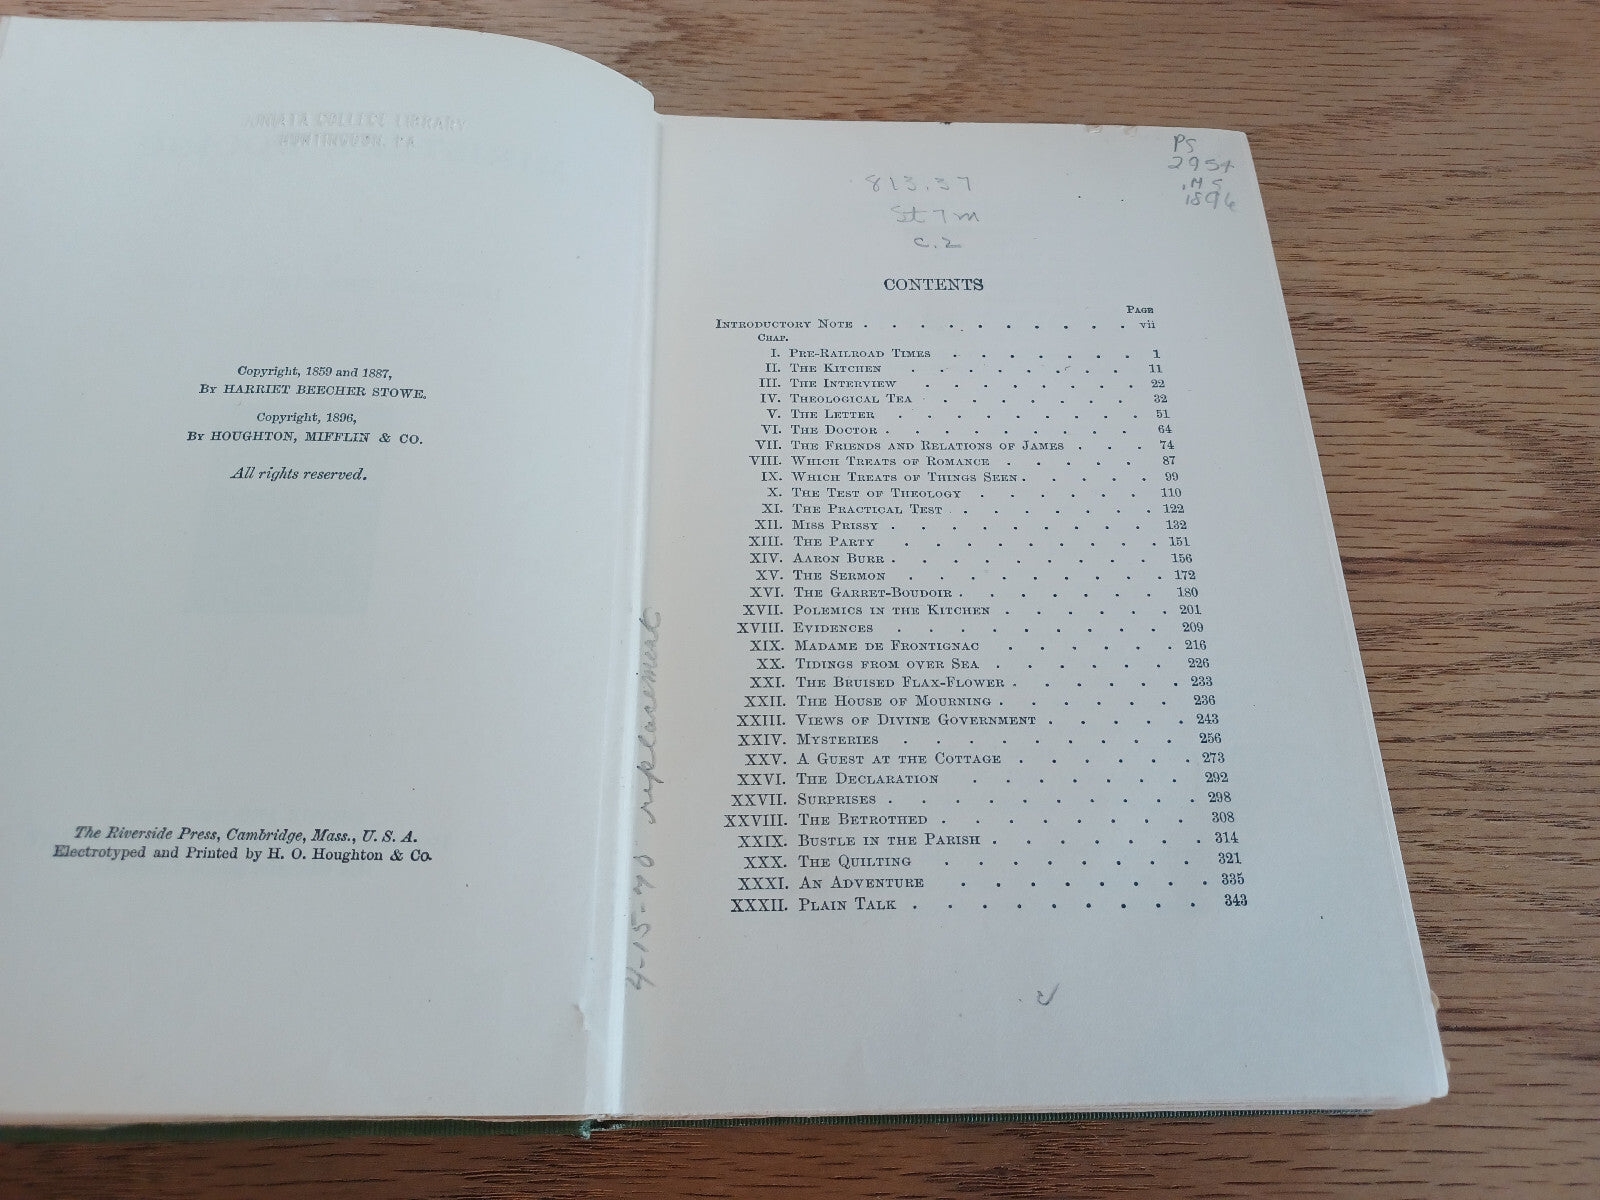 JUNIATA COLLEGE LIBRARY
HUNTINGDON, PA
Copyright, 1859 and 1887,
By HARRIET BEECHER STOWE.
Copyright, 1896,
By HOUGHTON, MIFFLIN & CO.
All rights reserved.
The Riverside Press, Cambridge, Mass., U. S. A.
Electrotyped and Printed by H. O. Houghton & Co.
4-15-70 replacement
PS
2954
.M5
1896
813.37
St7m
c.2
CONTENTS
Page
Introductory Note . . . . . . . . . . vii
Chap.
I. Pre-Railroad Times . . . . . . . 1
II. The Kitchen . . . . . . . . 11
III. The Interview . . . . . . . . 22
IV. Theological Tea . . . . . . . 32
V. The Letter . . . . . . . . . 51
VI. The Doctor . . . . . . . . . 64
VII. The Friends and Relations of James . . . 74
VIII. Which Treats of Romance . . . . . 87
IX. Which Treats of Things Seen . . . . . 99
X. The Test of Theology . . . . . . 110
XI. The Practical Test . . . . . . . 122
XII. Miss Prissy . . . . . . . . . 132
XIII. The Party . . . . . . . . . 151
XIV. Aaron Burr . . . . . . . . . 156
XV. The Sermon . . . . . . . . . 172
XVI. The Garret-Boudoir . . . . . . . 180
XVII. Polemics in the Kitchen . . . . . . 201
XVIII. Evidences . . . . . . . . . 209
XIX. Madame de Frontignac . . . . . . 216
XX. Tidings from over Sea . . . . . . 226
XXI. The Bruised Flax-Flower . . . . . . 233
XXII. The House of Mourning . . . . . . 236
XXIII. Views of Divine Government . . . . . 243
XXIV. Mysteries . . . . . . . . . 256
XXV. A Guest at the Cottage . . . . . . 273
XXVI. The Declaration . . . . . . . 292
XXVII. Surprises . . . . . . . . . . 298
XXVIII. The Betrothed . . . . . . . . 308
XXIX. Bustle in the Parish . . . . . . . 314
XXX. The Quilting . . . . . . . . 321
XXXI. An Adventure . . . . . . . . 335
XXXII. Plain Talk . . . . . . . . . 343